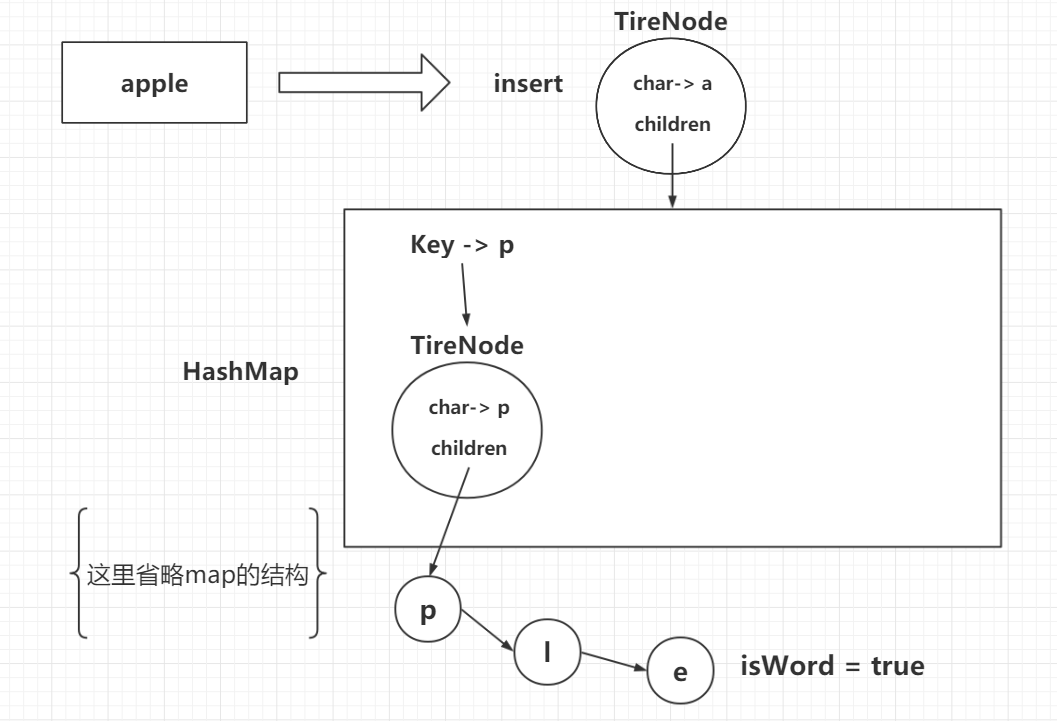 TireNode
apple
insert
char-> a
children
Key -> p
TireNode
HashMap
char-> p
children
这里省略map的结构
p
l
e
isWord = true